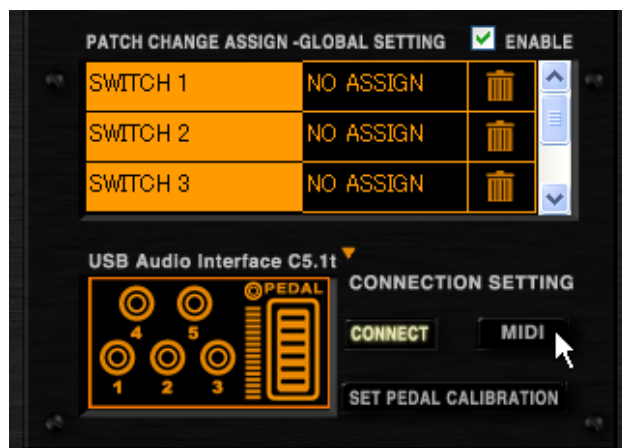 PATCH CHANGE ASSIGN -GLOBAL SETTING ENABLE
SWITCH 1 NO ASSIGN
SWITCH 2 NO ASSIGN
SWITCH 3 NO ASSIGN
USB Audio Interface C5.1t
PEDAL
4 5
1 2 3
CONNECTION SETTING
CONNECT MIDI
SET PEDAL CALIBRATION